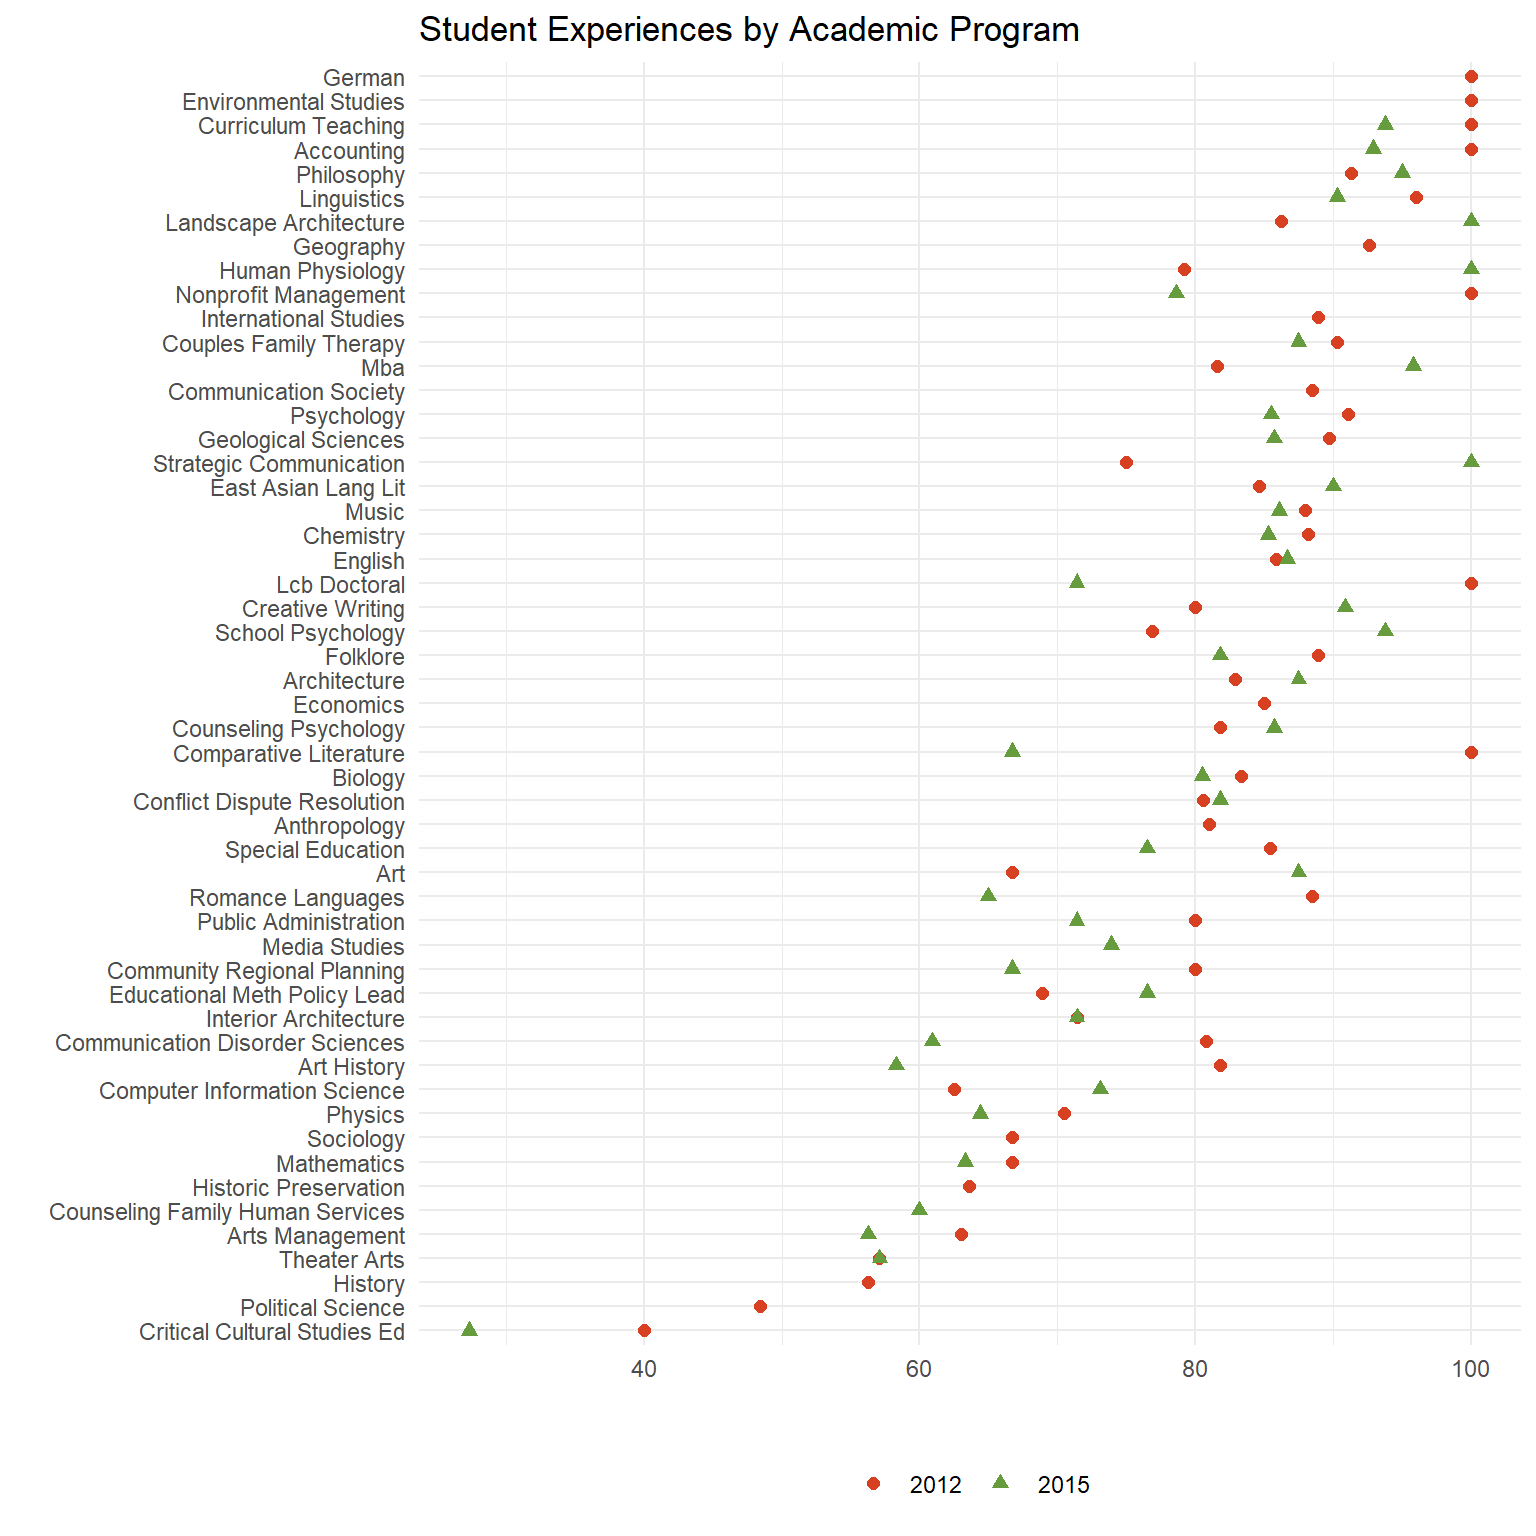 Student Experiences by Academic Program
German
Environmental Studies
Curriculum Teaching
Accounting
Philosophy
Linguistics
Landscape Architecture
Geography
Human Physiology
Nonprofit Management
International Studies
Couples Family Therapy
Mba
Communication Society
Psychology
Geological Sciences
Strategic Communication
East Asian Lang Lit
Music
Chemistry
English
Lcb Doctoral
Creative Writing
School Psychology
Folklore
Architecture
Economics
Counseling Psychology
Comparative Literature
Biology
Conflict Dispute Resolution
Anthropology
Special Education
Art
Romance Languages
Public Administration
Media Studies
Community Regional Planning
Educational Meth Policy Lead
Interior Architecture
Communication Disorder Sciences
Art History
Computer Information Science
Physics
Sociology
Mathematics
Historic Preservation
Counseling Family Human Services
Arts Management
Theater Arts
History
Political Science
Critical Cultural Studies Ed
40 60 80 100
2012 2015